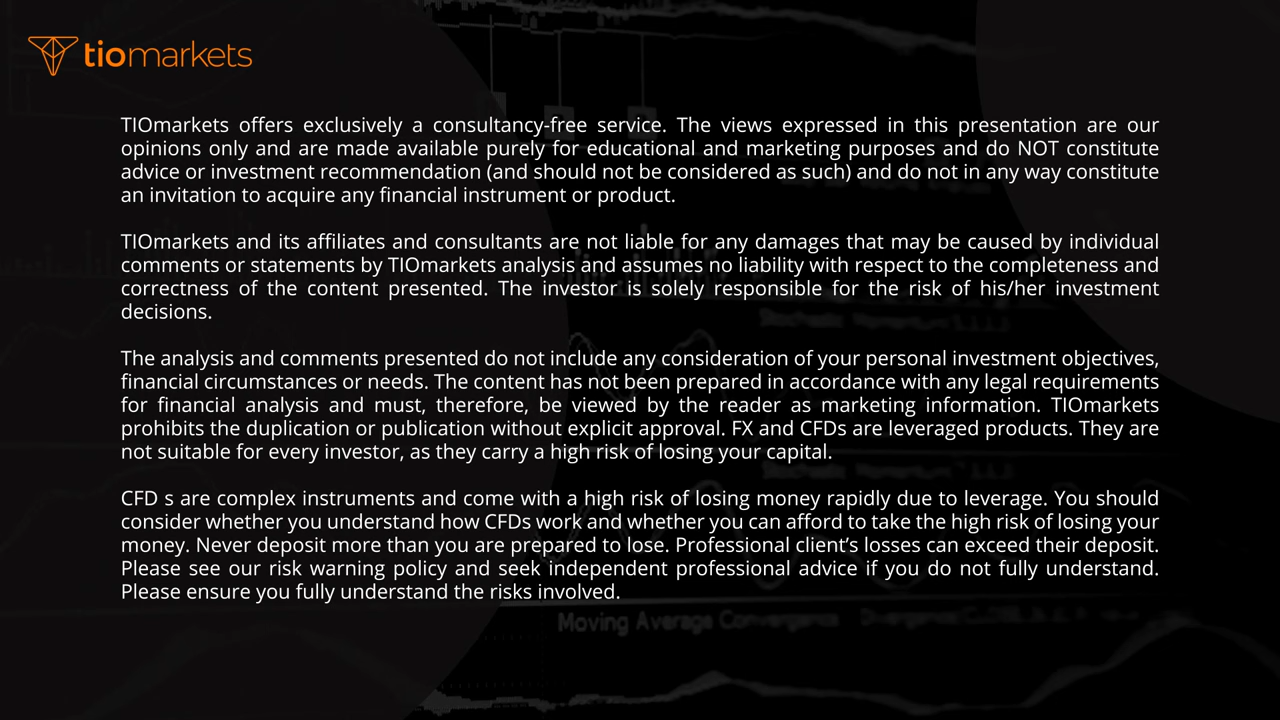 tiomarkets
TIOmarkets offers exclusively a consultancy-free service. The views expressed in this presentation are our
opinions only and are made available purely for educational and marketing purposes and do NOT constitute
advice or investment recommendation (and should not be considered as such) and do not in any way constitute
an invitation to acquire any financial instrument or product.
TIOmarkets and its affiliates and consultants are not liable for any damages that may be caused by individual
comments or statements by TIOmarkets analysis and assumes no liability with respect to the completeness and
correctness of the content presented. The investor is solely responsible for the risk of his/her investment
decisions.
The analysis and comments presented do not include any consideration of your personal investment objectives,
financial circumstances or needs. The content has not been prepared in accordance with any legal requirements
for financial analysis and must, therefore, be viewed by the reader as marketing information. TIOmarkets
prohibits the duplication or publication without explicit approval. FX and CFDs are leveraged products. They are
not suitable for every investor, as they carry a high risk of losing your capital.
CFD s are complex instruments and come with a high risk of losing money rapidly due to leverage. You should
consider whether you understand how CFDs work and whether you can afford to take the high risk of losing your
money. Never deposit more than you are prepared to lose. Professional client’s losses can exceed their deposit.
Please see our risk warning policy and seek independent professional advice if you do not fully understand.
Please ensure you fully understand the risks involved.
Moving Average Convergence